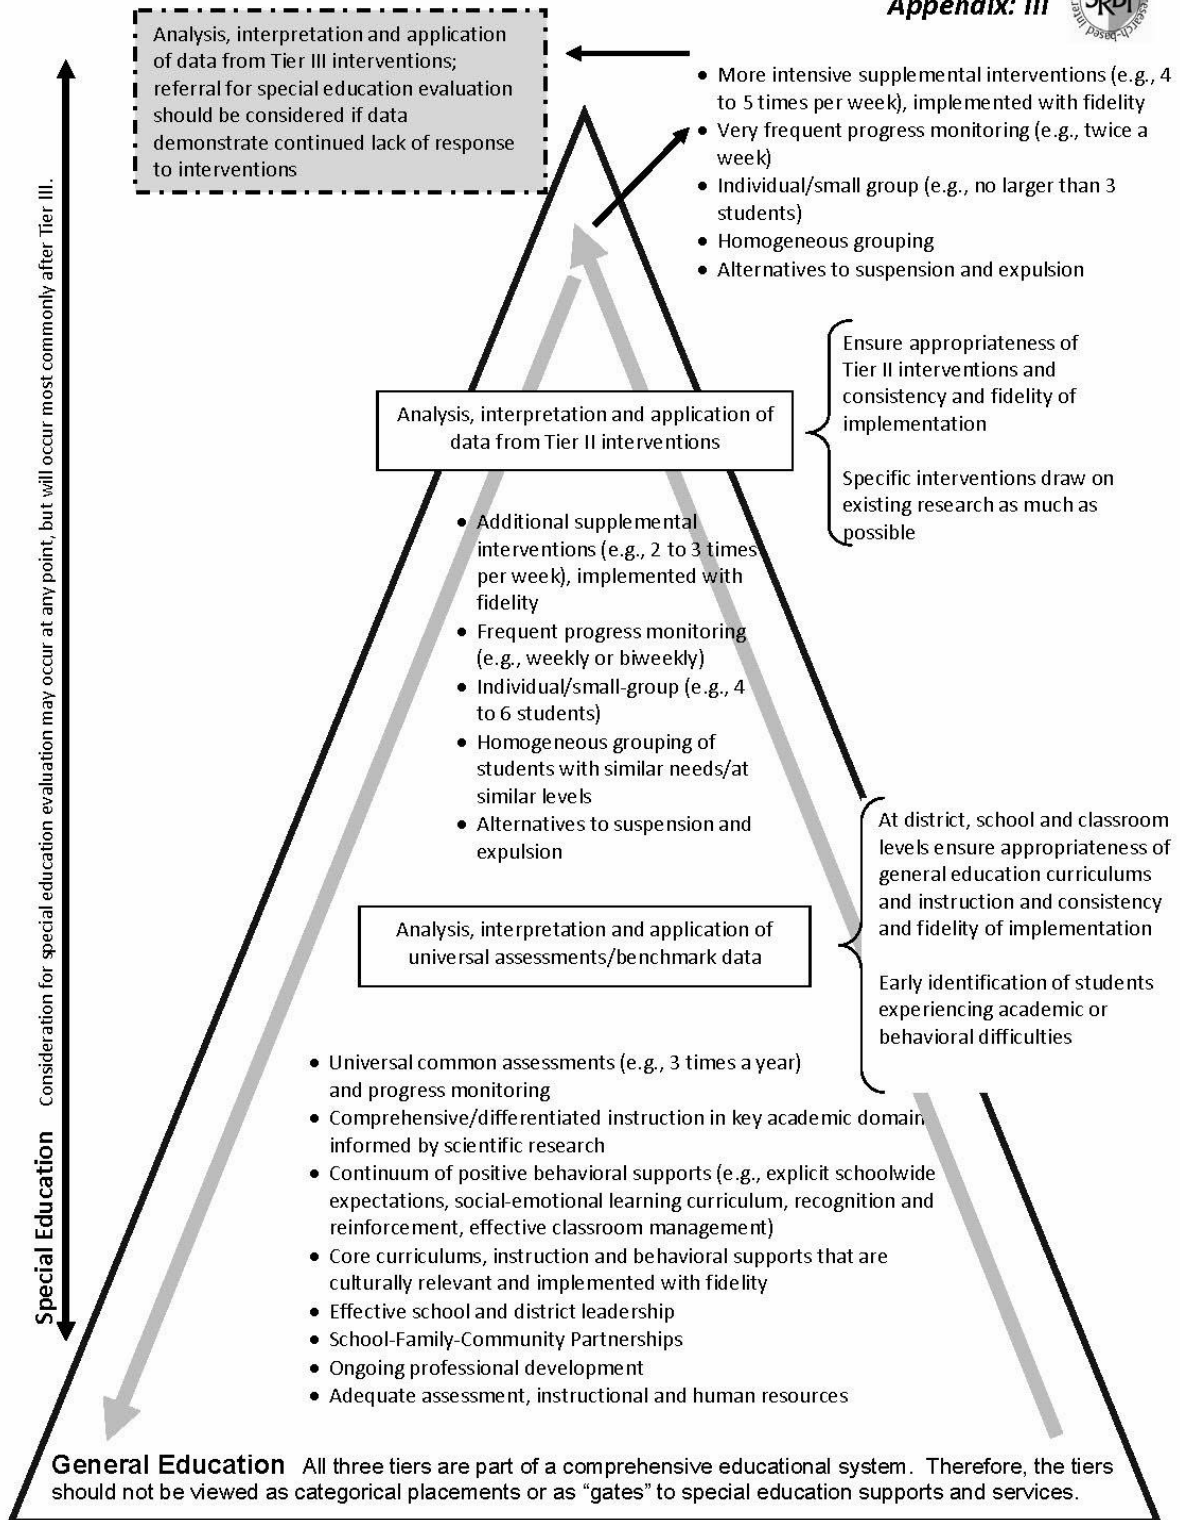 Appendix: III
SRBI
research-based inter
Analysis, interpretation and application
of data from Tier III interventions;
referral for special education evaluation
should be considered if data
demonstrate continued lack of response
to interventions
• More intensive supplemental interventions (e.g., 4
to 5 times per week), implemented with fidelity
• Very frequent progress monitoring (e.g., twice a
week)
• Individual/small group (e.g., no larger than 3
students)
• Homogeneous grouping
• Alternatives to suspension and expulsion
Ensure appropriateness of
Tier II interventions and
consistency and fidelity of
implementation
Specific interventions draw on
existing research as much as
possible
Analysis, interpretation and application of
data from Tier II interventions
• Additional supplemental
interventions (e.g., 2 to 3 times
per week), implemented with
fidelity
• Frequent progress monitoring
(e.g., weekly or biweekly)
• Individual/small-group (e.g., 4
to 6 students)
• Homogeneous grouping of
students with similar needs/at
similar levels
• Alternatives to suspension and
expulsion
At district, school and classroom
levels ensure appropriateness of
general education curriculums
and instruction and consistency
and fidelity of implementation
Early identification of students
experiencing academic or
behavioral difficulties
Analysis, interpretation and application of
universal assessments/benchmark data
• Universal common assessments (e.g., 3 times a year)
and progress monitoring
• Comprehensive/differentiated instruction in key academic domain
informed by scientific research
• Continuum of positive behavioral supports (e.g., explicit schoolwide
expectations, social-emotional learning curriculum, recognition and
reinforcement, effective classroom management)
• Core curriculums, instruction and behavioral supports that are
culturally relevant and implemented with fidelity
• Effective school and district leadership
• School-Family-Community Partnerships
• Ongoing professional development
• Adequate assessment, instructional and human resources
Special Education Consideration for special education evaluation may occur at any point, but will occur most commonly after Tier III.
General Education All three tiers are part of a comprehensive educational system. Therefore, the tiers
should not be viewed as categorical placements or as “gates” to special education supports and services.